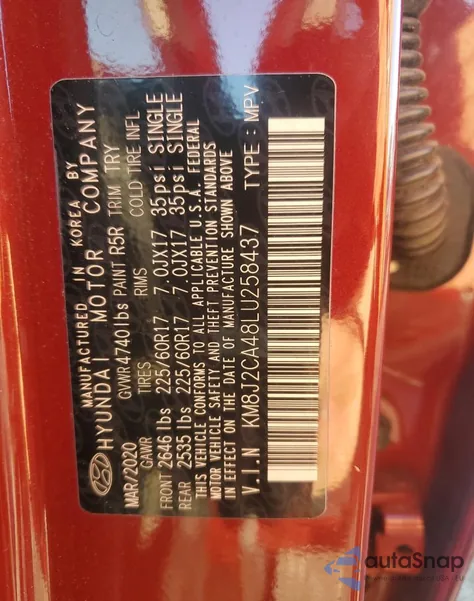 MANUFACTURED IN KOREA BY
HYUNDAI MOTOR COMPANY
MAR/2020 GVWR 4740lbs PAINT R5R TRIM TRY
GAWR TIRES RIMS COLD TIRE INFL.
FRONT 2646 lbs 225/60R17 7.0JX17 35psi SINGLE
REAR 2535 lbs 225/60R17 7.0JX17 35psi SINGLE
THIS VEHICLE CONFORMS TO ALL APPLICABLE U.S.A. FEDERAL
MOTOR VEHICLE SAFETY AND THEFT PREVENTION STANDARDS
IN EFFECT ON THE DATE OF MANUFACTURE SHOWN ABOVE
V.I.N KM8J2CA48LU258437 TYPE : MPV
autaSnap